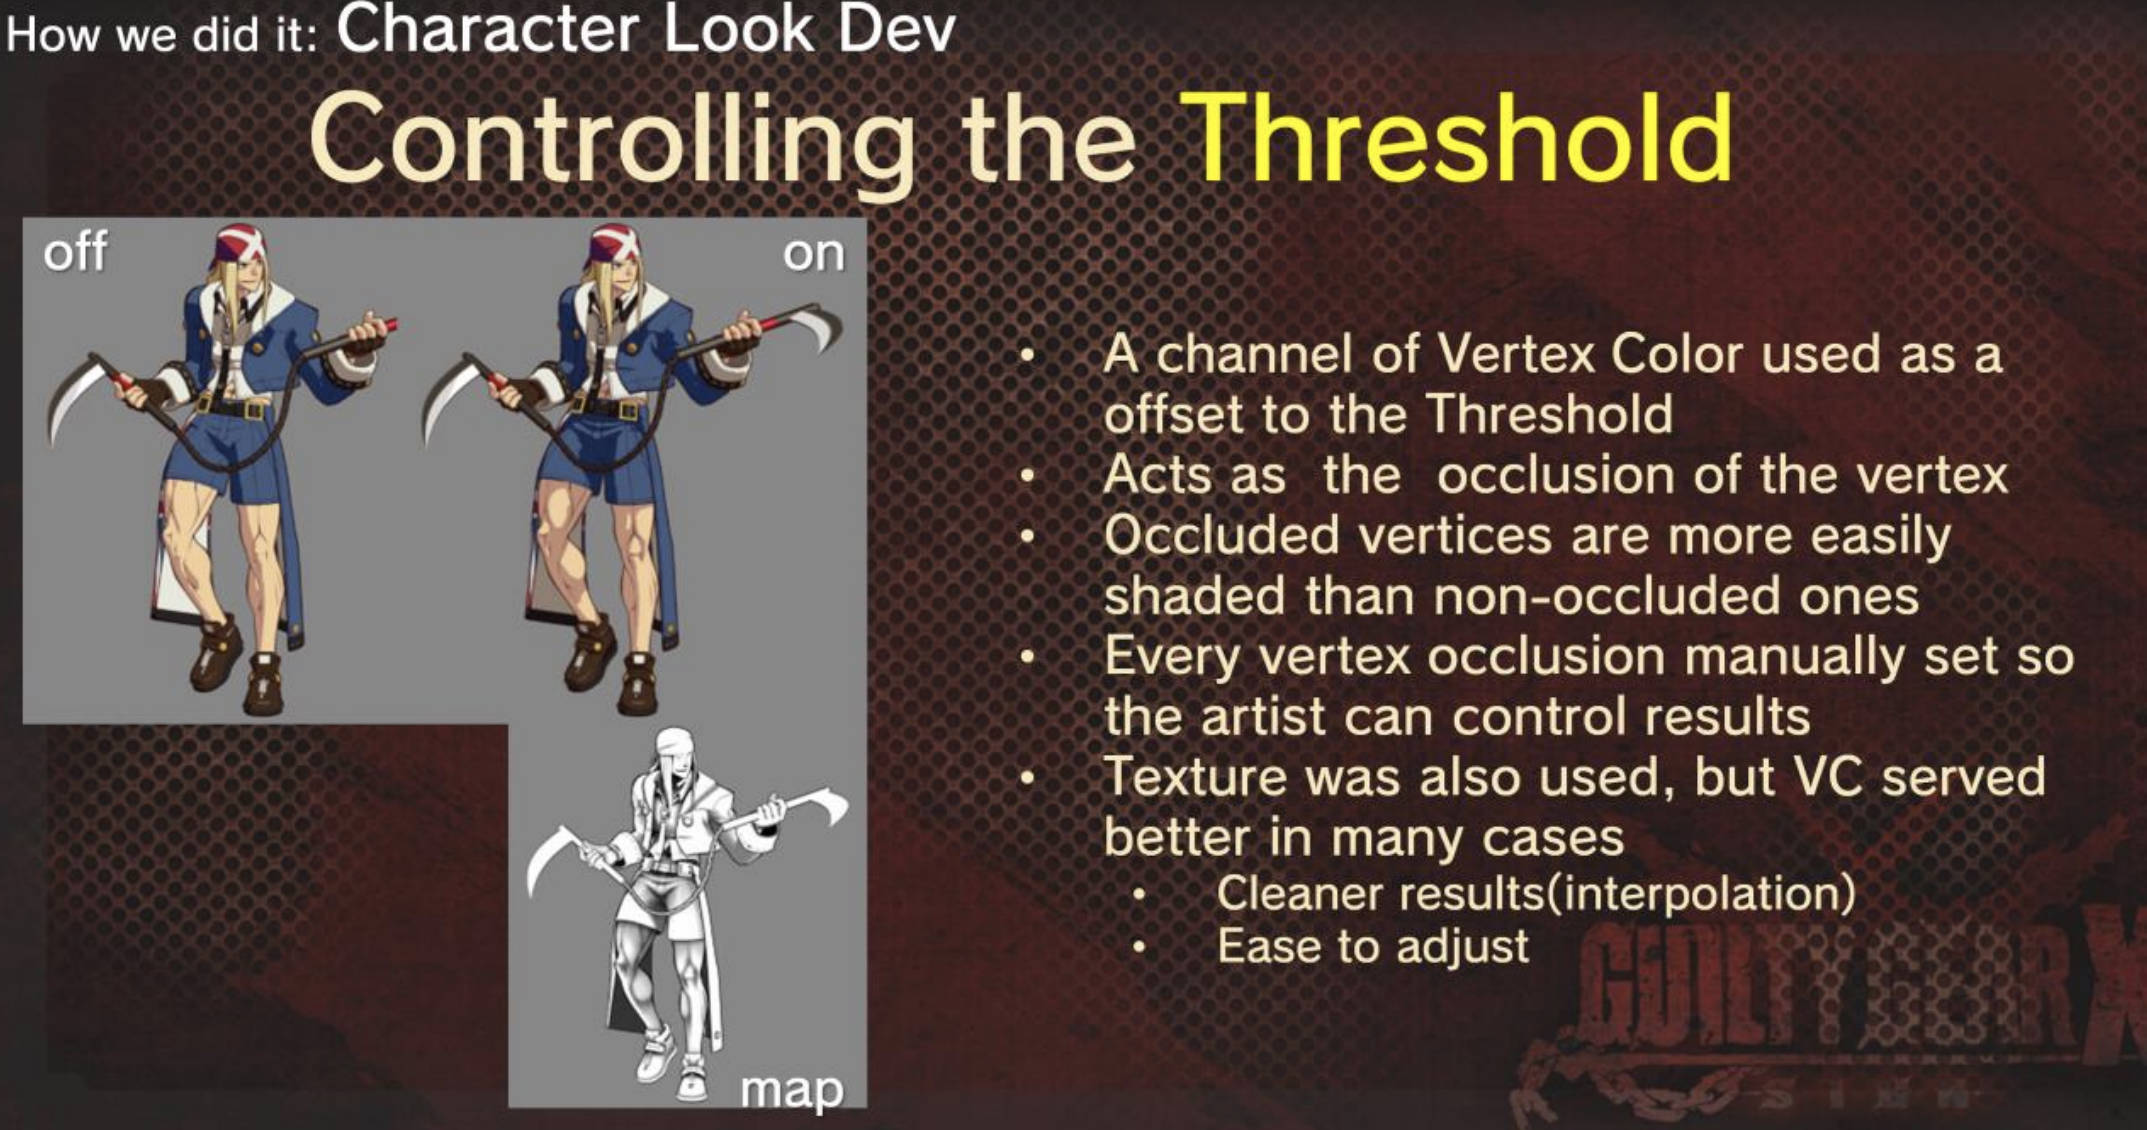 How we did it: Character Look Dev
Controlling the Threshold
off
on
map
• A channel of Vertex Color used as a
offset to the Threshold
• Acts as the occlusion of the vertex
• Occluded vertices are more easily
shaded than non-occluded ones
• Every vertex occlusion manually set so
the artist can control results
• Texture was also used, but VC served
better in many cases
• Cleaner results(interpolation)
• Ease to adjust
GUILTY GEAR X
SIGN